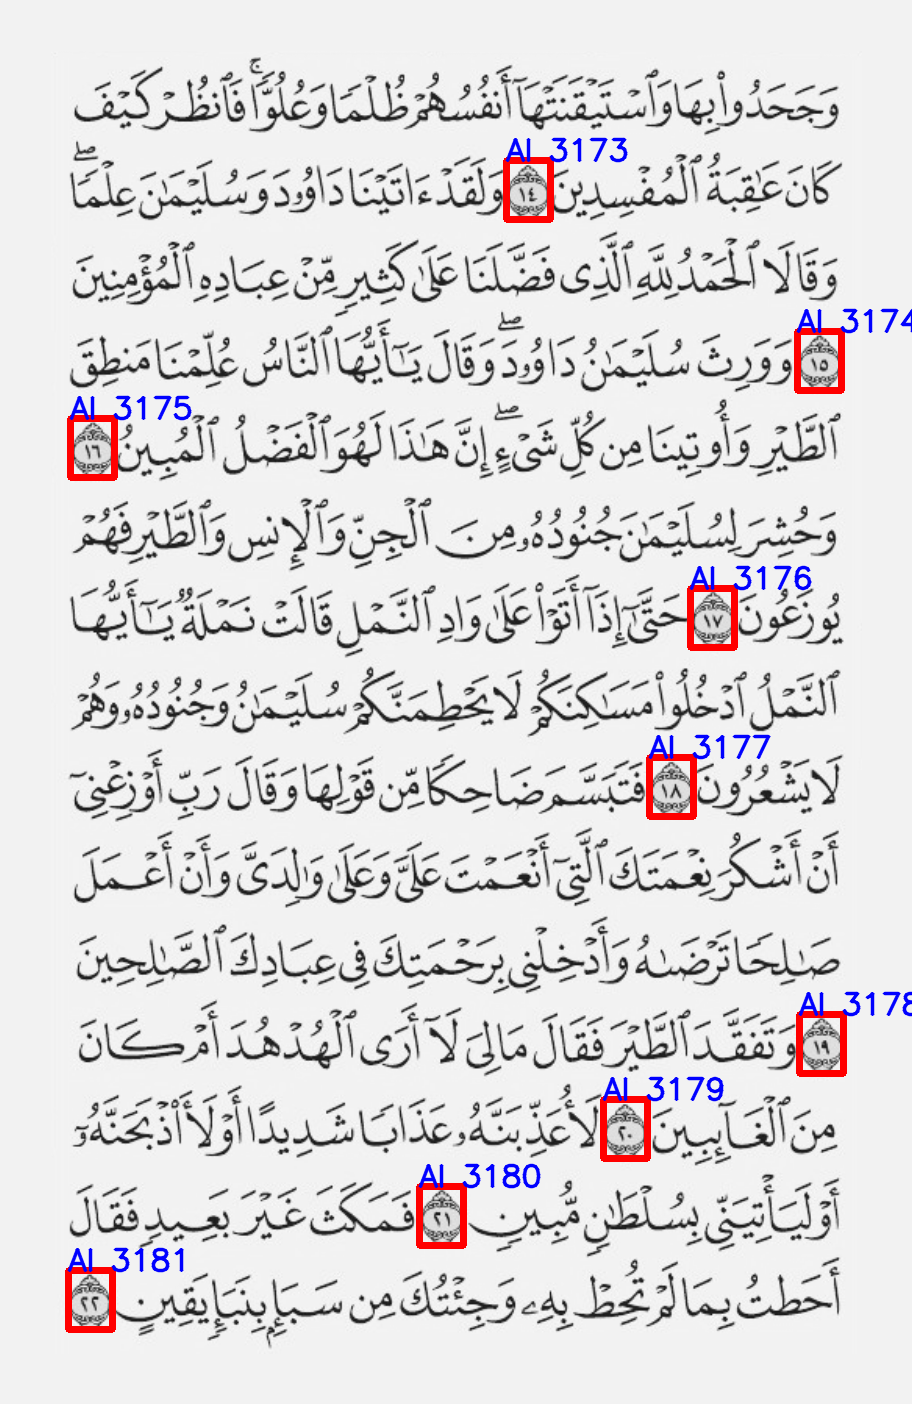 وَجَحَدُوا۟ بِهَا وَٱسْتَيْقَنَتْهَآ أَنفُسُهُمْ ظُلْمًا وَعُلُوًّا ۚ فَٱنظُرْ كَيْفَ
AI_3173
كَانَ عَـٰقِبَةُ ٱلْمُفْسِدِينَ ١٤ وَلَقَدْ ءَاتَيْنَا دَاوُۥدَ وَسُلَيْمَـٰنَ عِلْمًا ۖ
وَقَالَا ٱلْحَمْدُ لِلَّهِ ٱلَّذِى فَضَّلَنَا عَلَىٰ كَثِيرٍ مِّنْ عِبَادِهِ ٱلْمُؤْمِنِينَ
AI_3174
١٥ وَوَرِثَ سُلَيْمَـٰنُ دَاوُۥدَ ۖ وَقَالَ يَـٰٓأَيُّهَا ٱلنَّاسُ عُلِّمْنَا مَنطِقَ
AI_3175
ٱلطَّيْرِ وَأُوتِينَا مِن كُلِّ شَىْءٍ ۖ إِنَّ هَـٰذَا لَهُوَ ٱلْفَضْلُ ٱلْمُبِينُ ١٦
وَحُشِرَ لِسُلَيْمَـٰنَ جُنُودُهُۥ مِنَ ٱلْجِنِّ وَٱلْإِنسِ وَٱلطَّيْرِ فَهُمْ
AI_3176
يُوزَعُونَ ١٧ حَتَّىٰٓ إِذَآ أَتَوْا۟ عَلَىٰ وَادِ ٱلنَّمْلِ قَالَتْ نَمْلَةٌ يَـٰٓأَيُّهَا
ٱلنَّمْلُ ٱدْخُلُوا۟ مَسَـٰكِنَكُمْ لَا يَحْطِمَنَّكُمْ سُلَيْمَـٰنُ وَجُنُودُهُۥ وَهُمْ
AI_3177
لَا يَشْعُرُونَ ١٨ فَتَبَسَّمَ ضَاحِكًا مِّن قَوْلِهَا وَقَالَ رَبِّ أَوْزِعْنِىٓ
أَنْ أَشْكُرَ نِعْمَتَكَ ٱلَّتِىٓ أَنْعَمْتَ عَلَىَّ وَعَلَىٰ وَٰلِدَىَّ وَأَنْ أَعْمَلَ
صَـٰلِحًا تَرْضَىٰهُ وَأَدْخِلْنِى بِرَحْمَتِكَ فِى عِبَادِكَ ٱلصَّـٰلِحِينَ
AI_3178
١٩ وَتَفَقَّدَ ٱلطَّيْرَ فَقَالَ مَا لِىَ لَآ أَرَى ٱلْهُدْهُدَ أَمْ كَانَ
AI_3179
مِنَ ٱلْغَآئِبِينَ ٢٠ لَأُعَذِّبَنَّهُۥ عَذَابًا شَدِيدًا أَوْ لَأَا۟ذْبَحَنَّهُۥٓ
AI_3180
أَوْ لَيَأْتِيَنِّى بِسُلْطَـٰنٍ مُّبِينٍ ٢١ فَمَكَثَ غَيْرَ بَعِيدٍ فَقَالَ
AI_3181
أَحَطتُ بِمَا لَمْ تُحِطْ بِهِۦ وَجِئْتُكَ مِن سَبَإٍۭ بِنَبَإٍ يَقِينٍ ٢٢